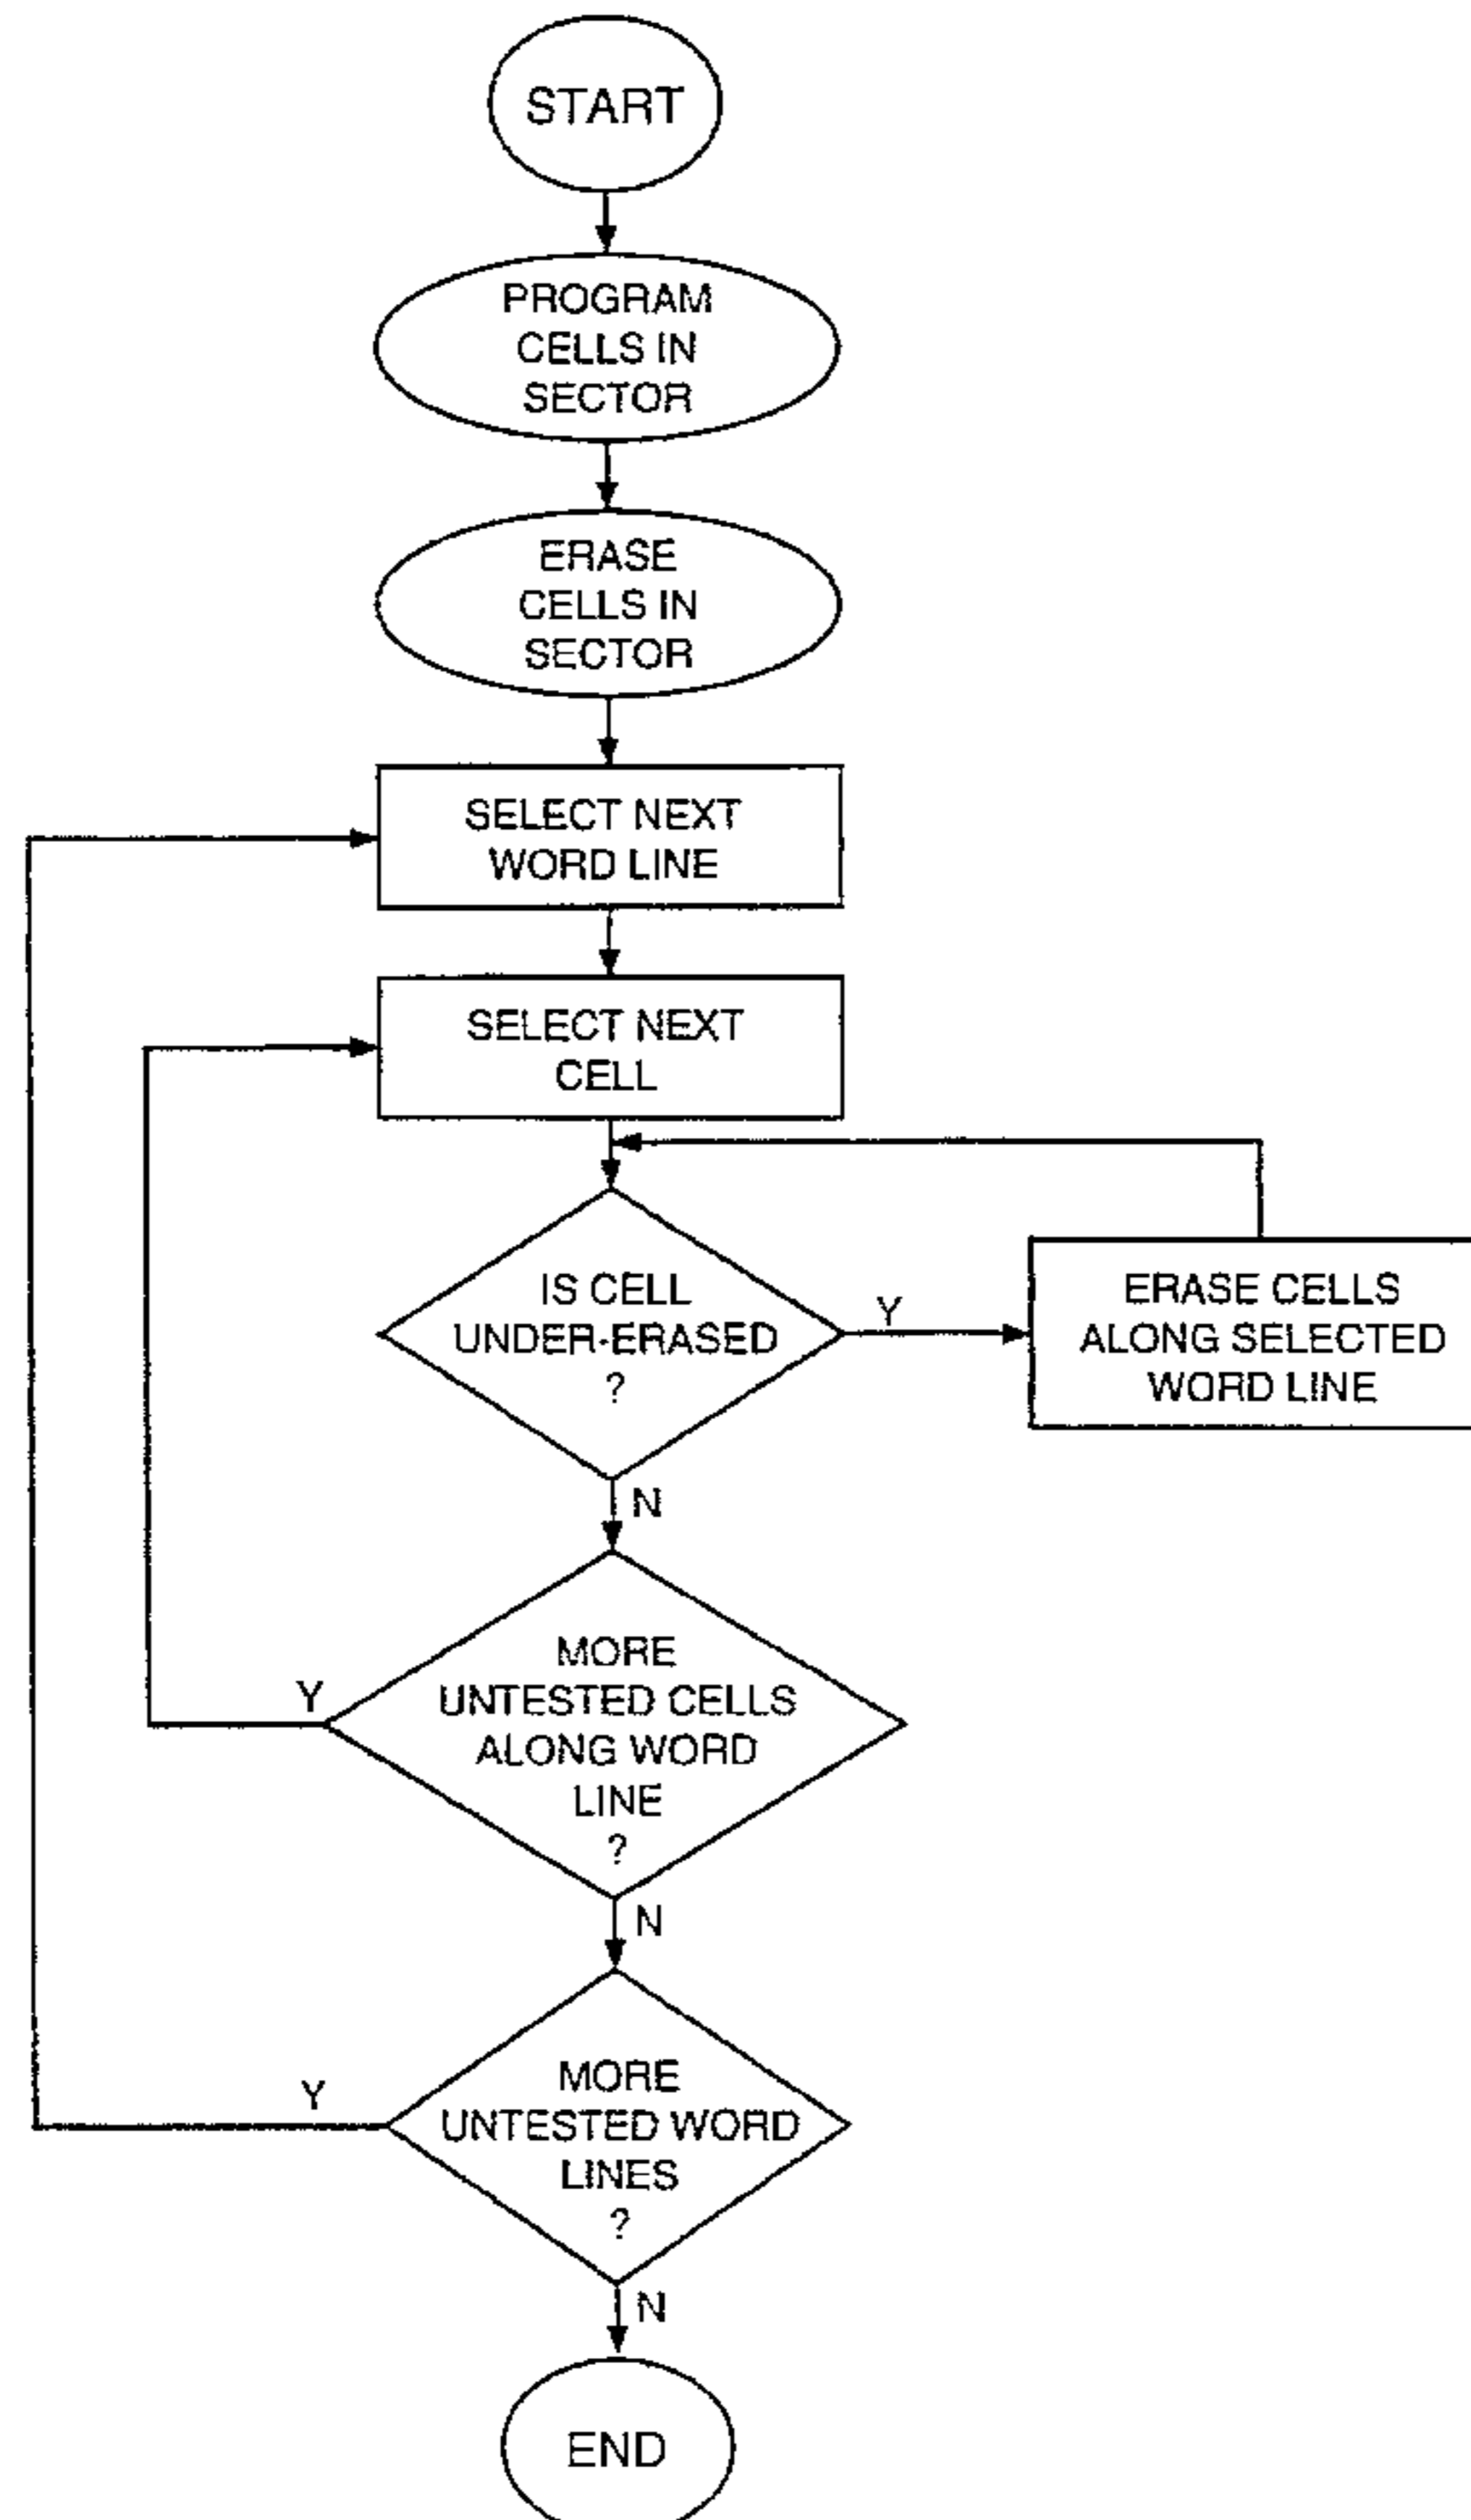 START
PROGRAM
CELLS IN
SECTOR
ERASE
CELLS IN
SECTOR
SELECT NEXT
WORD LINE
SELECT NEXT
CELL
IS CELL
UNDER-ERASED
?
Y
ERASE CELLS
ALONG SELECTED
WORD LINE
N
MORE
UNTESTED CELLS
ALONG WORD
LINE
?
Y
N
MORE
UNTESTED WORD
LINES
?
Y
N
END